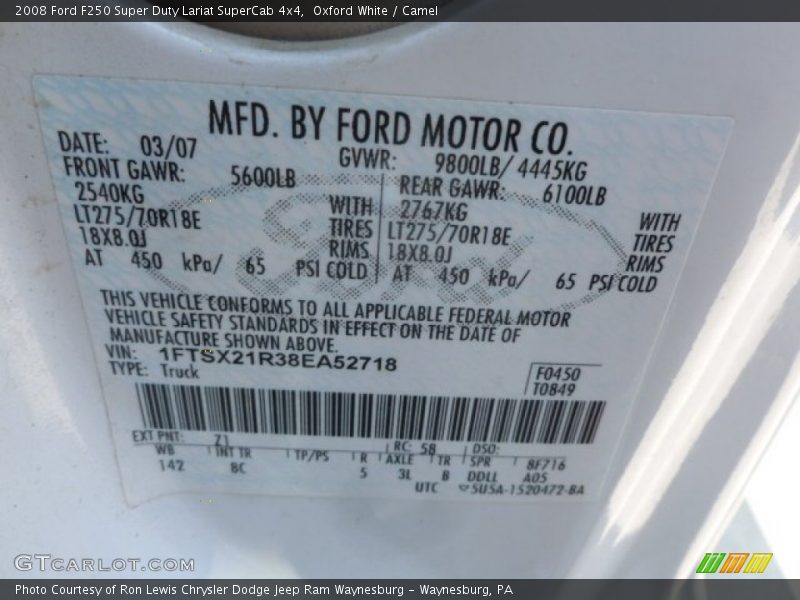 2008 Ford F250 Super Duty Lariat SuperCab 4x4, Oxford White / Camel
MFD. BY FORD MOTOR CO.
DATE: 03/07 GVWR: 9800LB/ 4445KG
FRONT GAWR: 5600LB REAR GAWR: 6100LB
2540KG WITH 2767KG WITH
LT275/70R18E TIRES LT275/70R18E TIRES
18X8.0J RIMS 18X8.0J RIMS
AT 450 kPa/ 65 PSI COLD AT 450 kPa/ 65 PSI COLD
THIS VEHICLE CONFORMS TO ALL APPLICABLE FEDERAL MOTOR
VEHICLE SAFETY STANDARDS IN EFFECT ON THE DATE OF
MANUFACTURE SHOWN ABOVE.
VIN: 1FTSX21R38EA52718
TYPE: Truck
F0450
T0849
EXT PNT: Z1 RC: 58 DSO:
WB INT TR TP/PS R AXLE TR SPR 8F716
142 8C 5 3L B DDLL A05
UTC 5U5A-1520472-BA
Ford
GTCARLOT.COM
Photo Courtesy of Ron Lewis Chrysler Dodge Jeep Ram Waynesburg – Waynesburg, PA